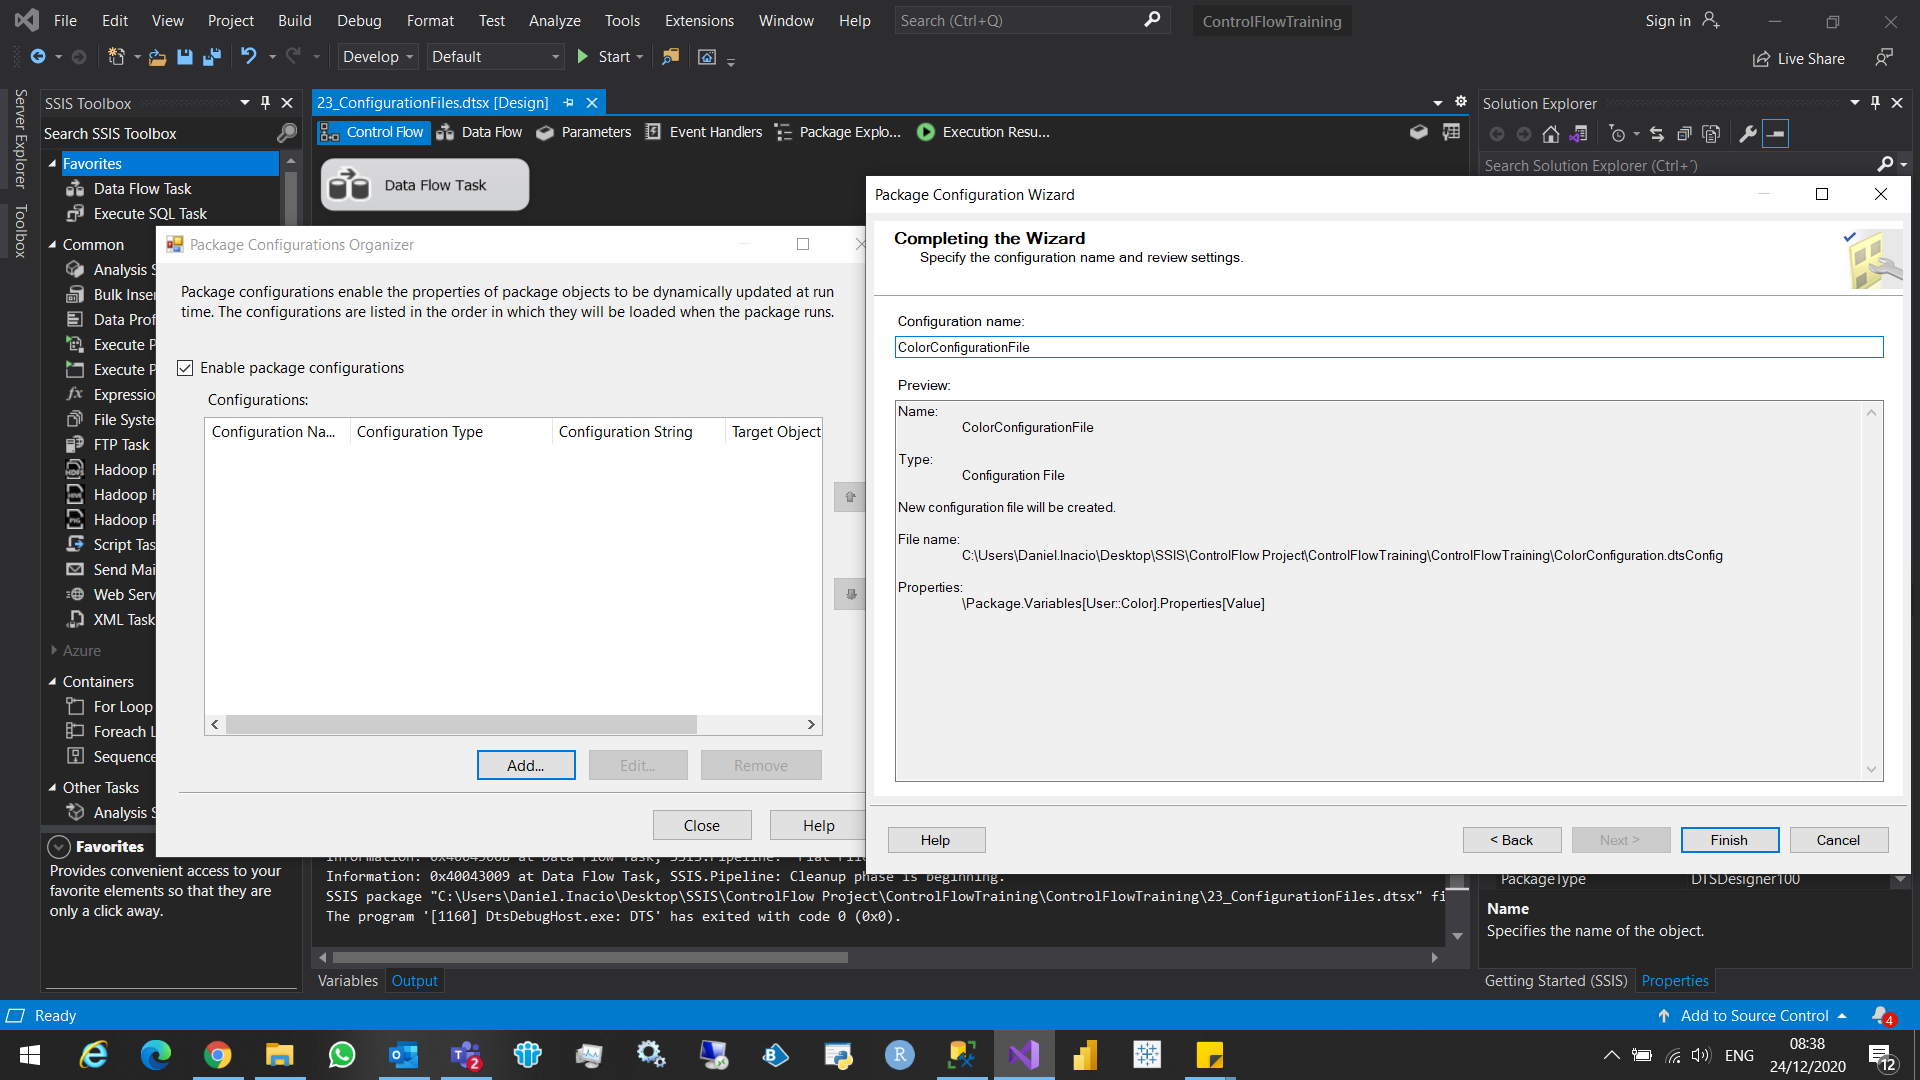 File Edit View Project Build Debug Format Test Analyze Tools Extensions Window Help Search (Ctrl+Q) ControlFlowTraining Sign in
Develop Default Start Live Share
Server Explorer
Toolbox
SSIS Toolbox
Search SSIS Toolbox
Favorites
Data Flow Task
Execute SQL Task
Common
Analysis S
Bulk Inser
Data Prof
Execute P
Execute P
Expressio
File Syste
FTP Task
Hadoop F
Hadoop H
Hadoop P
Script Tas
Send Mai
Web Serv
XML Task
Azure
Containers
For Loop
Foreach L
Sequence
Other Tasks
Analysis S
Favorites
Provides convenient access to your
favorite elements so that they are
only a click away.
23_ConfigurationFiles.dtsx [Design]
Control Flow Data Flow Parameters Event Handlers Package Explo... Execution Resu...
Data Flow Task
Package Configurations Organizer
Package configurations enable the properties of package objects to be dynamically updated at run
time. The configurations are listed in the order in which they will be loaded when the package runs.
Enable package configurations
Configurations:
Configuration Na... Configuration Type Configuration String Target Object
Add... Edit... Remove
Close Help
Information: 0x4004300B at Data Flow Task, SSIS.Pipeline: "Flat File
Information: 0x40043009 at Data Flow Task, SSIS.Pipeline: Cleanup phase is beginning.
SSIS package "C:\Users\Daniel.Inacio\Desktop\SSIS\ControlFlow Project\ControlFlowTraining\ControlFlowTraining\23_ConfigurationFiles.dtsx" fi
The program '[1160] DtsDebugHost.exe: DTS' has exited with code 0 (0x0).
Variables Output
Solution Explorer
Search Solution Explorer (Ctrl+´)
Package Configuration Wizard
Completing the Wizard
Specify the configuration name and review settings.
Configuration name:
ColorConfigurationFile
Preview:
Name:
ColorConfigurationFile
Type:
Configuration File
New configuration file will be created.
File name:
C:\Users\Daniel.Inacio\Desktop\SSIS\ControlFlow Project\ControlFlowTraining\ControlFlowTraining\ColorConfiguration.dtsConfig
Properties:
\Package.Variables[User::Color].Properties[Value]
Help < Back Next > Finish Cancel
PackageType DTSDesigner100
Name
Specifies the name of the object.
Getting Started (SSIS) Properties
Ready Add to Source Control 4
2 ENG 08:38
24/12/2020 12